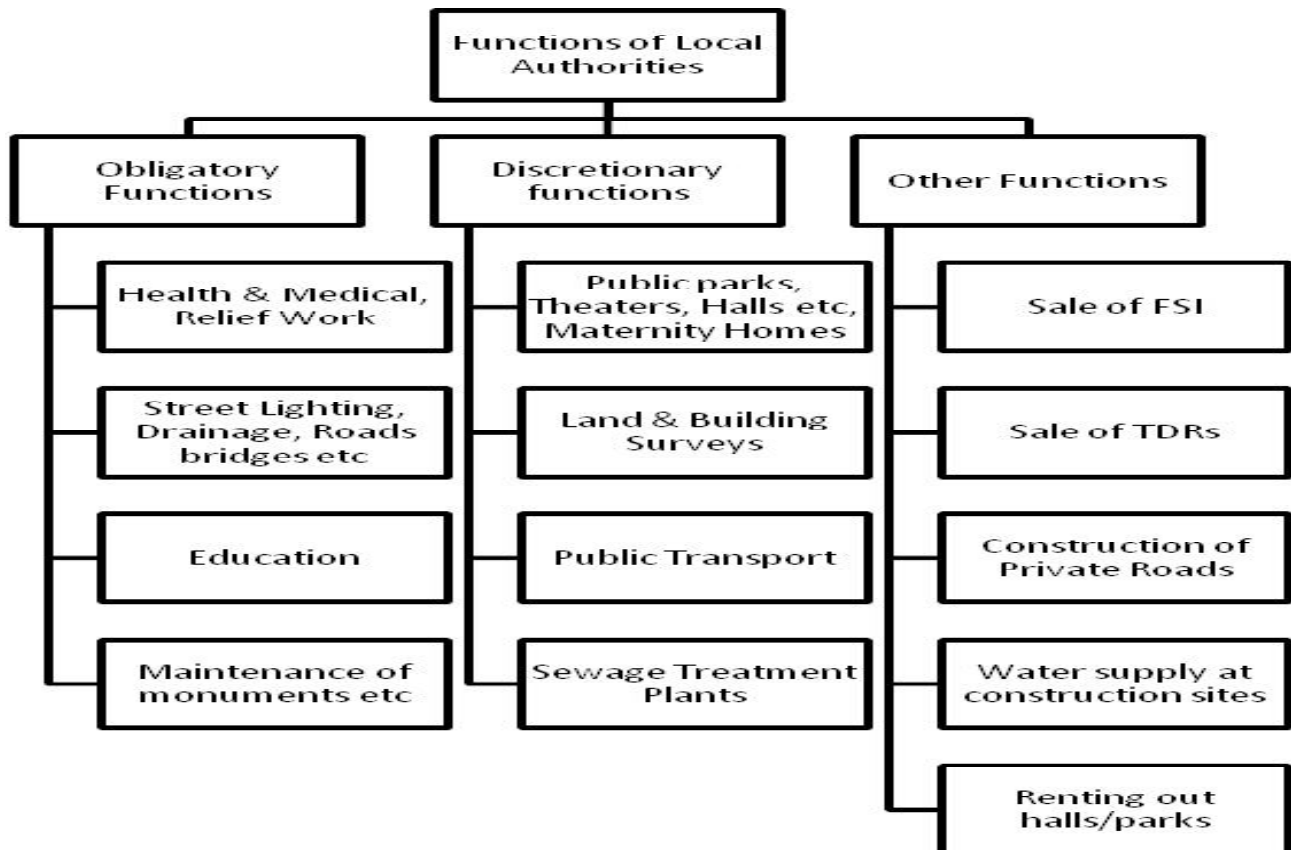 Functions of Local
Authorities
Obligatory
Functions
Discretionary
functions
Other Functions
Health & Medical,
Relief Work
Street Lighting,
Drainage, Roads
bridges etc
Education
Maintenance of
monuments etc
Public parks,
Theaters, Halls etc,
Maternity Homes
Land & Building
Surveys
Public Transport
Sewage Treatment
Plants
Sale of FSI
Sale of TDRs
Construction of
Private Roads
Water supply at
construction sites
Renting out
halls/parks